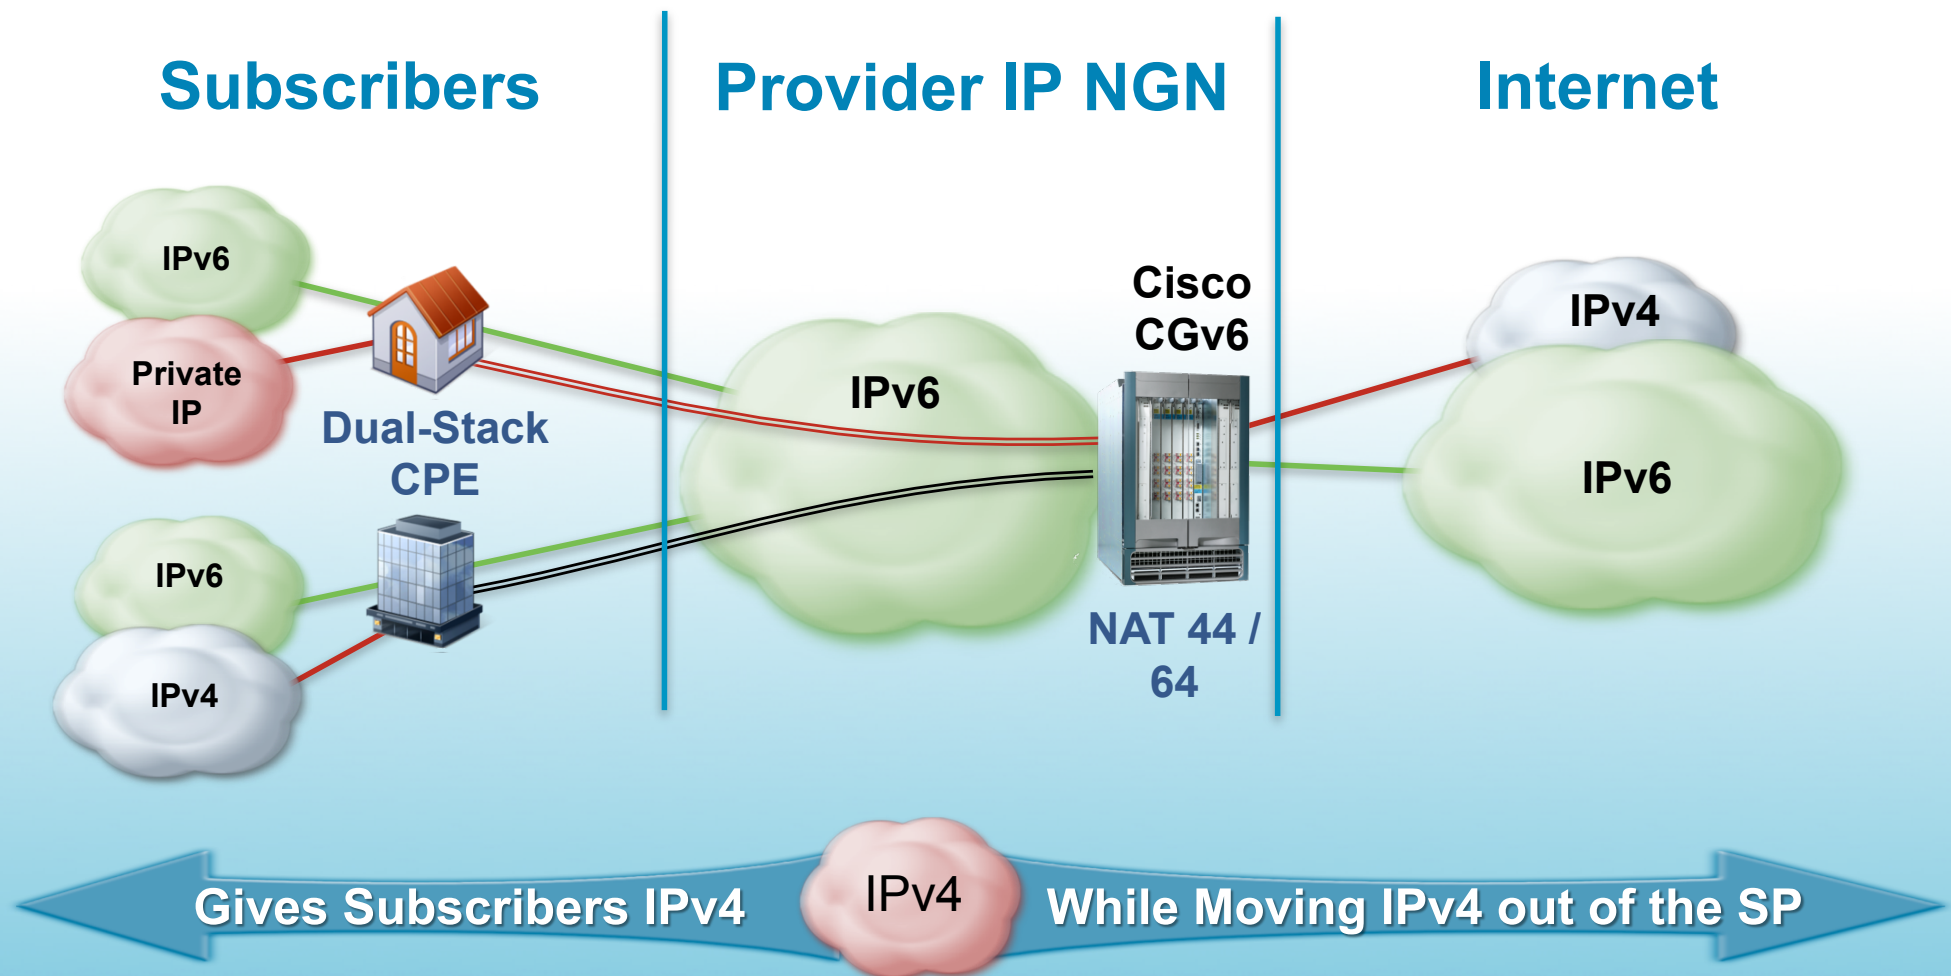 Subscribers
Provider IP NGN
Internet
IPv6
Private
IP
Dual-Stack
CPE
IPv6
IPv4
IPv6
Cisco
CGv6
NAT 44 /
64
IPv4
IPv6
Gives Subscribers IPv4
IPv4
While Moving IPv4 out of the SP